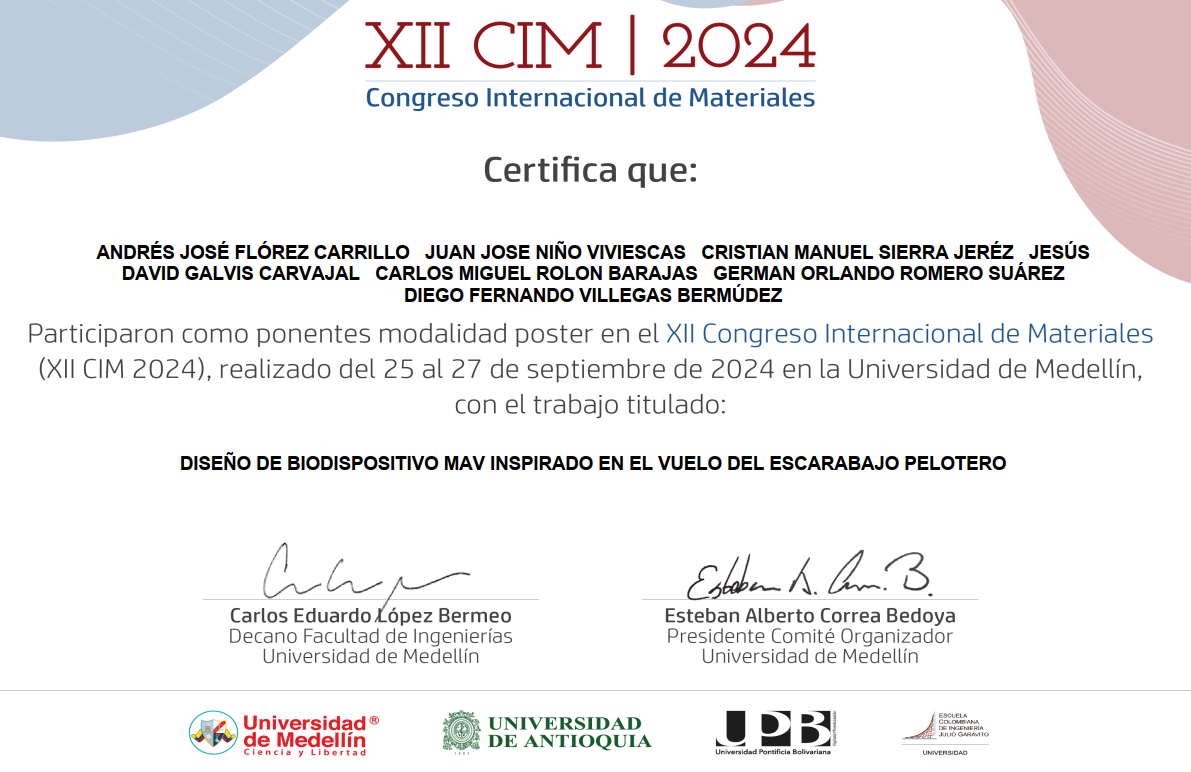 XII CIM | 2024
Congreso Internacional de Materiales
Certifica que:
ANDRÉS JOSÉ FLÓREZ CARRILLO JUAN JOSE NIÑO VIVIESCAS CRISTIAN MANUEL SIERRA JERÉZ JESÚS
DAVID GALVIS CARVAJAL CARLOS MIGUEL ROLON BARAJAS GERMAN ORLANDO ROMERO SUÁREZ
DIEGO FERNANDO VILLEGAS BERMÚDEZ
Participaron como ponentes modalidad poster en el XII Congreso Internacional de Materiales
(XII CIM 2024), realizado del 25 al 27 de septiembre de 2024 en la Universidad de Medellín,
con el trabajo titulado:
DISEÑO DE BIODISPOSITIVO MAV INSPIRADO EN EL VUELO DEL ESCARABAJO PELOTERO
Esteban A. B.
Carlos Eduardo López Bermeo
Decano Facultad de Ingenierías
Universidad de Medellín
Esteban Alberto Correa Bedoya
Presidente Comité Organizador
Universidad de Medellín
Universidad ®
de Medellín
Ciencia y Libertad
UNIVERSIDAD
DE ANTIOQUIA
1803
UPB
Universidad Pontificia Bolivariana
ESCUELA
COLOMBIANA
DE INGENIERÍA
JULIO GARAVITO
UNIVERSIDAD